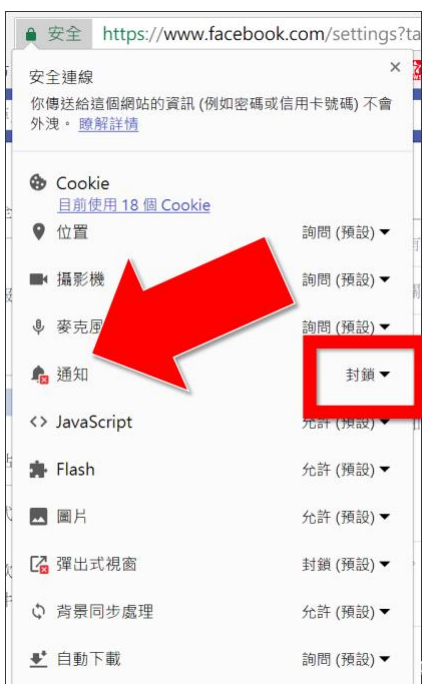 安全 https://www.facebook.com/settings?ta
安全連線
你傳送給這個網站的資訊 (例如密碼或信用卡號碼) 不會
外洩。 瞭解詳情
Cookie
目前使用 18 個 Cookie
位置 詢問 (預設)
攝影機 詢問 (預設)
麥克風 詢問 (預設)
通知 封鎖
JavaScript 允許 (預設)
Flash 允許 (預設)
圖片 允許 (預設)
彈出式視窗 封鎖 (預設)
背景同步處理 允許 (預設)
自動下載 詢問 (預設)